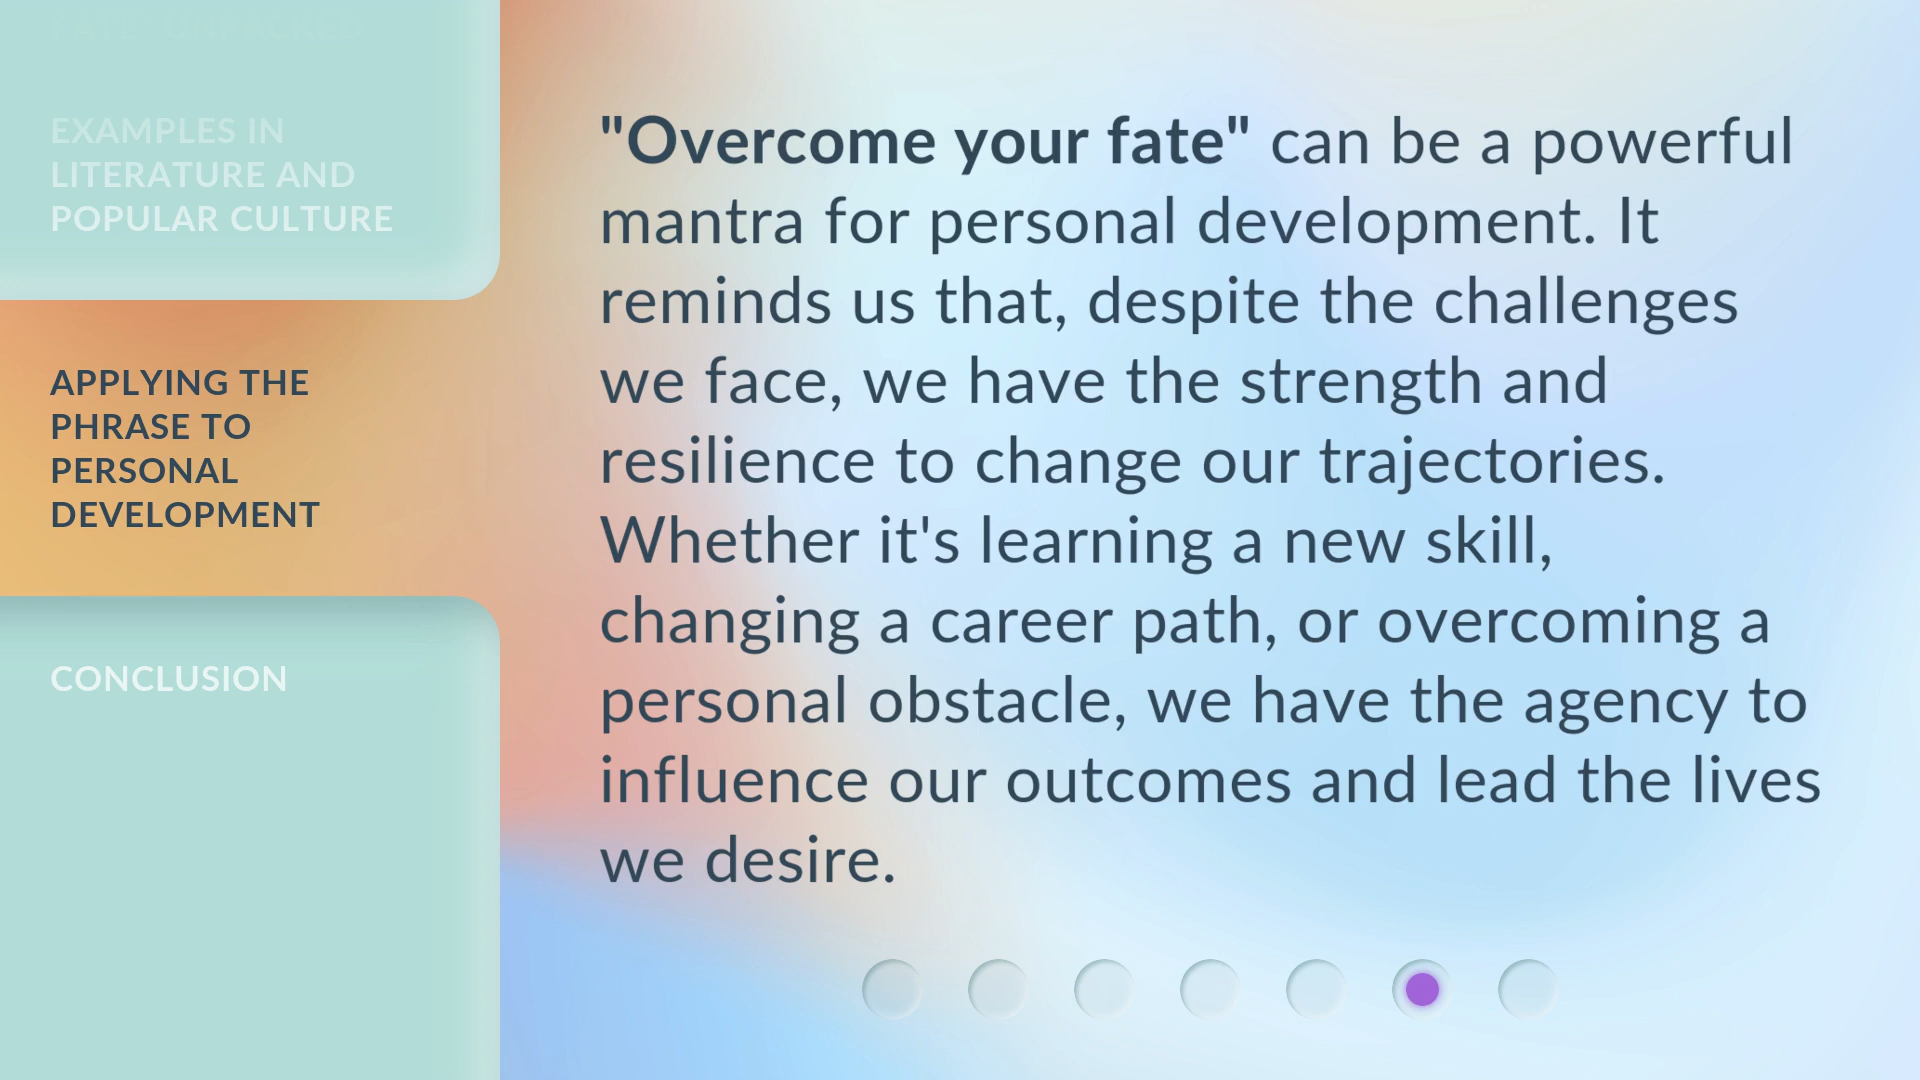 FATE" UNPACKED
EXAMPLES IN
LITERATURE AND
POPULAR CULTURE
APPLYING THE
PHRASE TO
PERSONAL
DEVELOPMENT
CONCLUSION
"Overcome your fate" can be a powerful
mantra for personal development. It
reminds us that, despite the challenges
we face, we have the strength and
resilience to change our trajectories.
Whether it's learning a new skill,
changing a career path, or overcoming a
personal obstacle, we have the agency to
influence our outcomes and lead the lives
we desire.